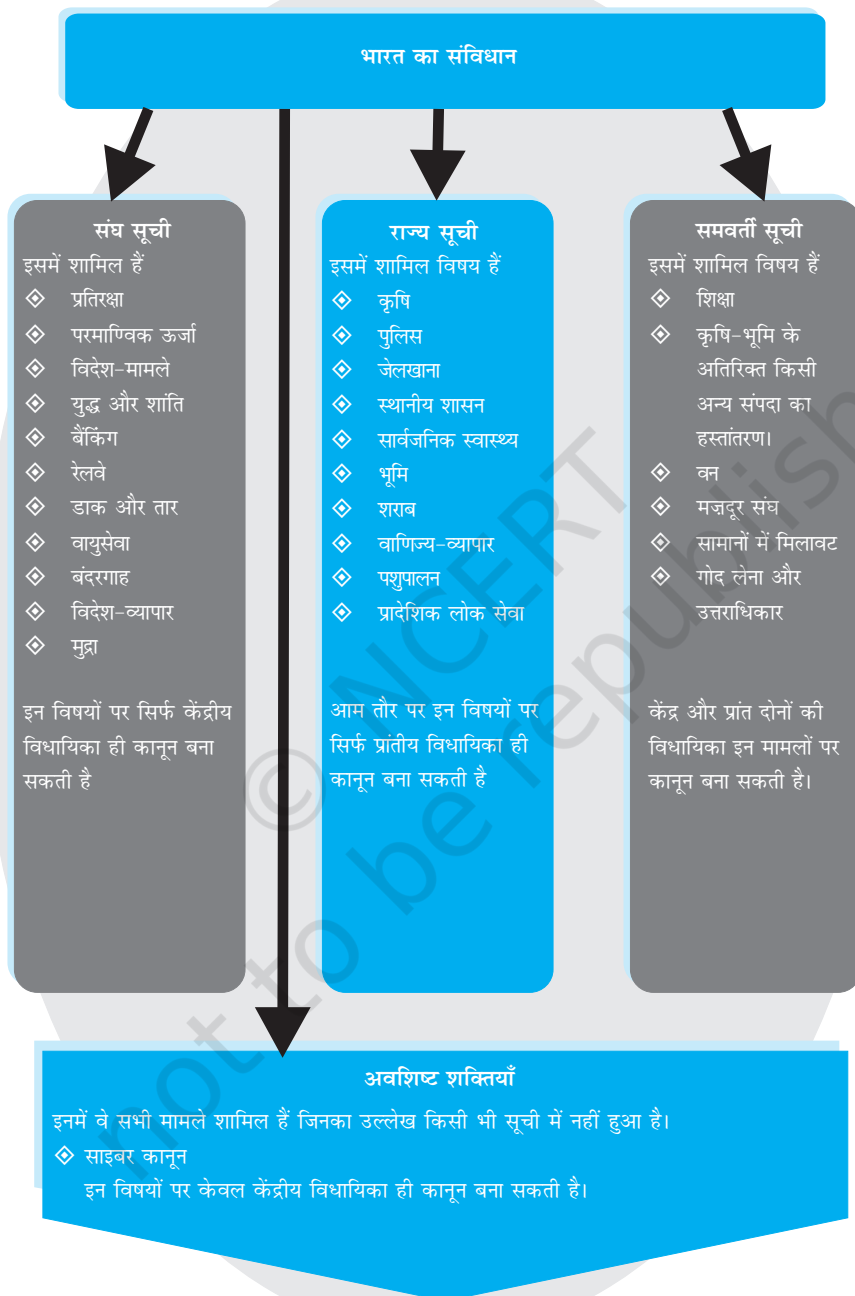 भारत का संविधान
संघ सूची
इसमें शामिल हैं
प्रतिरक्षा
परमाण्विक ऊर्जा
विदेश-मामले
युद्ध और शांति
बैंकिंग
रेलवे
डाक और तार
वायुसेवा
बंदरगाह
विदेश-व्यापार
मुद्रा
इन विषयों पर सिर्फ केंद्रीय
विधायिका ही कानून बना
सकती है
राज्य सूची
इसमें शामिल विषय हैं
कृषि
पुलिस
जेलखाना
स्थानीय शासन
सार्वजनिक स्वास्थ्य
भूमि
शराब
वाणिज्य-व्यापार
पशुपालन
प्रादेशिक लोक सेवा
आम तौर पर इन विषयों पर
सिर्फ प्रांतीय विधायिका ही
कानून बना सकती है
समवर्ती सूची
इसमें शामिल विषय हैं
शिक्षा
कृषि-भूमि के
अतिरिक्त किसी
अन्य संपदा का
हस्तांतरण।
वन
मज़दूर संघ
सामानों में मिलावट
गोद लेना और
उत्तराधिकार
केंद्र और प्रांत दोनों की
विधायिका इन मामलों पर
कानून बना सकती है।
अवशिष्ट शक्तियाँ
इनमें वे सभी मामले शामिल हैं जिनका उल्लेख किसी भी सूची में नहीं हुआ है।
साइबर कानून
इन विषयों पर केवल केंद्रीय विधायिका ही कानून बना सकती है।
© NCERT
not to be republish